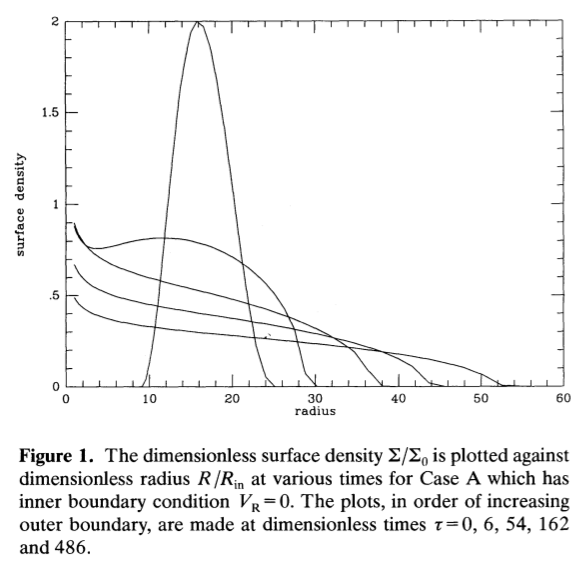 2
1.5
surface density
1
.5
0
0 10 20 30 40 50 60
radius
Figure 1. The dimensionless surface density Σ/Σ₀ is plotted against
dimensionless radius R/R_in at various times for Case A which has
inner boundary condition V_R = 0. The plots, in order of increasing
outer boundary, are made at dimensionless times τ = 0, 6, 54, 162
and 486.